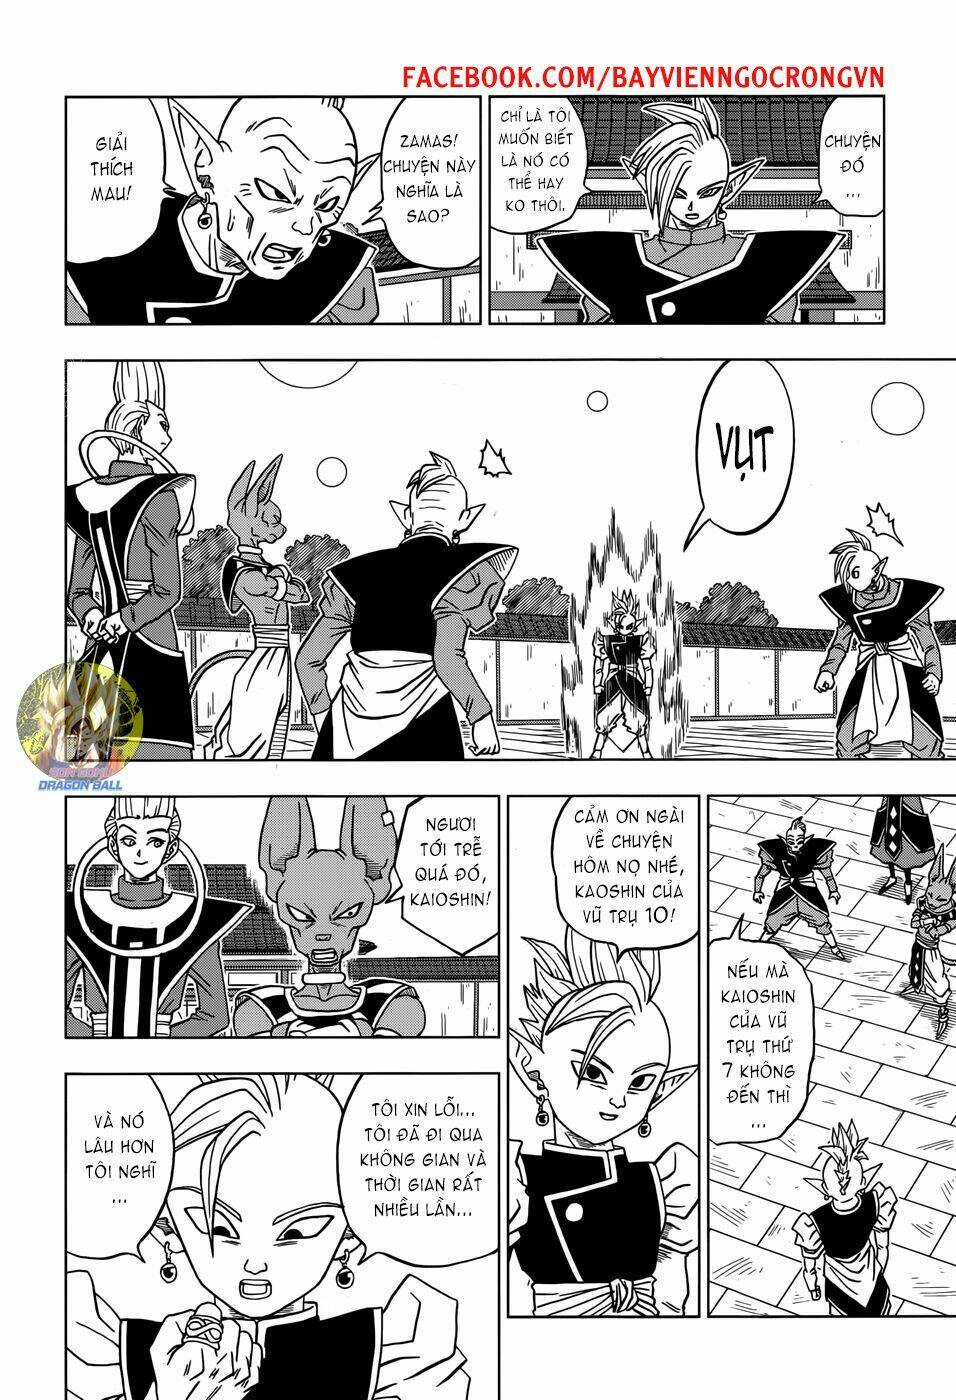 FACEBOOK.COM/BAYVIENNGOCRONGVN
GIẢI
THÍCH
MAU!
ZAMAS!
CHUYỆN NÀY
NGHĨA LÀ
SAO?
CHỈ LÀ TÔI
MUỐN BIẾT
LÀ NÓ CÓ
THỂ HAY
KO THÔI.
CHUYỆN
ĐÓ
...
VỤT
NGƯƠI
TỚI TRỄ
QUÁ ĐÓ,
KAIOSHIN!
CẢM ƠN NGÀI
VỀ CHUYỆN
HÔM NỌ NHÉ,
KAOSHIN CỦA
VŨ TRỤ 10!
NẾU MÀ
KAIOSHIN
CỦA VŨ
TRỤ THỨ
7 KHÔNG
ĐẾN THÌ
...
VÀ NÓ
LÂU HƠN
TÔI NGHĨ
...
TÔI XIN LỖI...
TÔI ĐÃ ĐI QUA
KHÔNG GIAN VÀ
THỜI GIAN RẤT
NHIỀU LẦN...
SON GOKU
DRAGON BALL